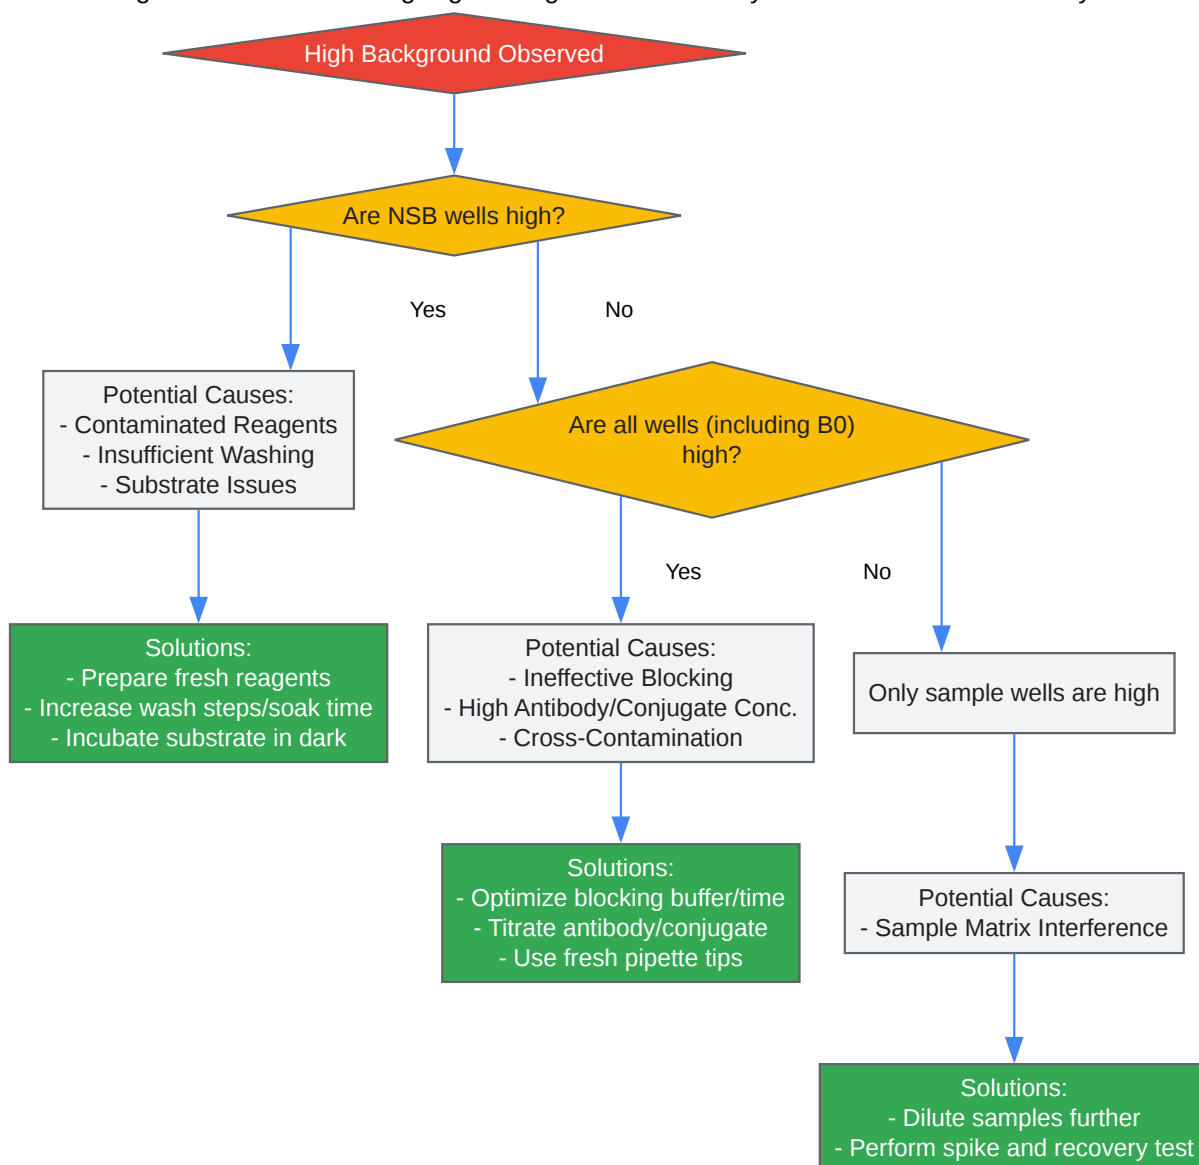 High Background Observed
Are NSB wells high?
Yes
No
Potential Causes:
- Contaminated Reagents
- Insufficient Washing
- Substrate Issues
Are all wells (including B0)
high?
Yes
No
Solutions:
- Prepare fresh reagents
- Increase wash steps/soak time
- Incubate substrate in dark
Potential Causes:
- Ineffective Blocking
- High Antibody/Conjugate Conc.
- Cross-Contamination
Only sample wells are high
Solutions:
- Optimize blocking buffer/time
- Titrate antibody/conjugate
- Use fresh pipette tips
Potential Causes:
- Sample Matrix Interference
Solutions:
- Dilute samples further
- Perform spike and recovery test